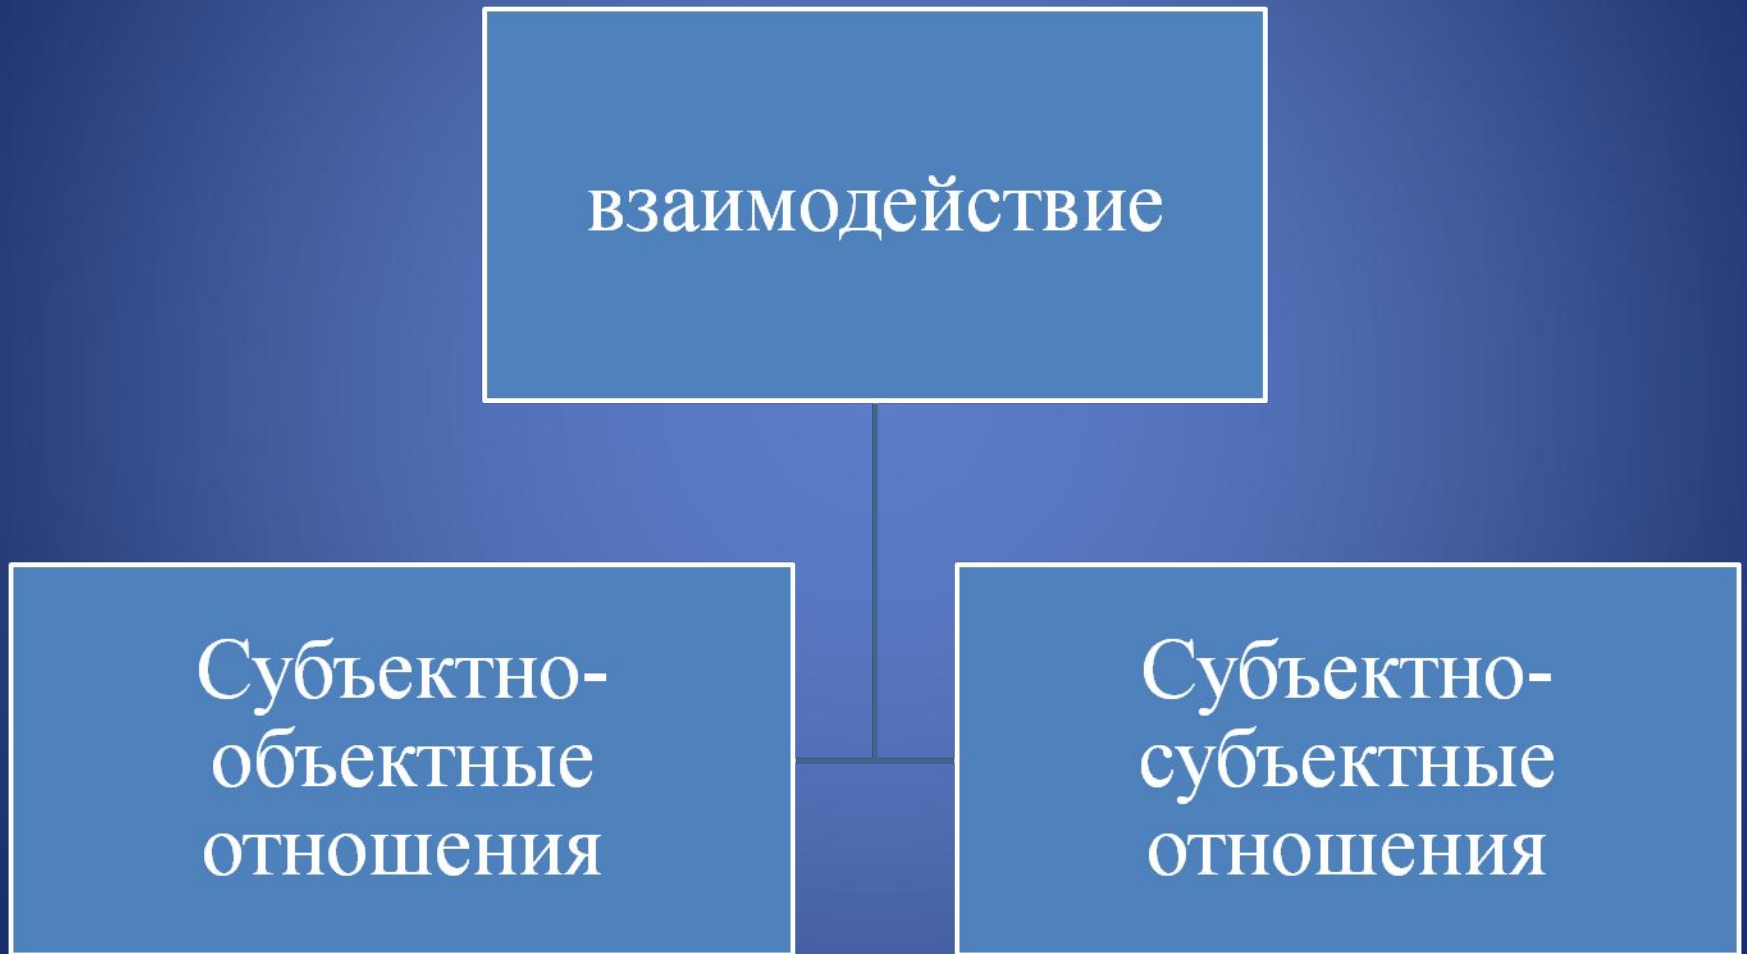 взаимодействие
Субъектно-
объектные
отношения
Субъектно-
субъектные
отношения